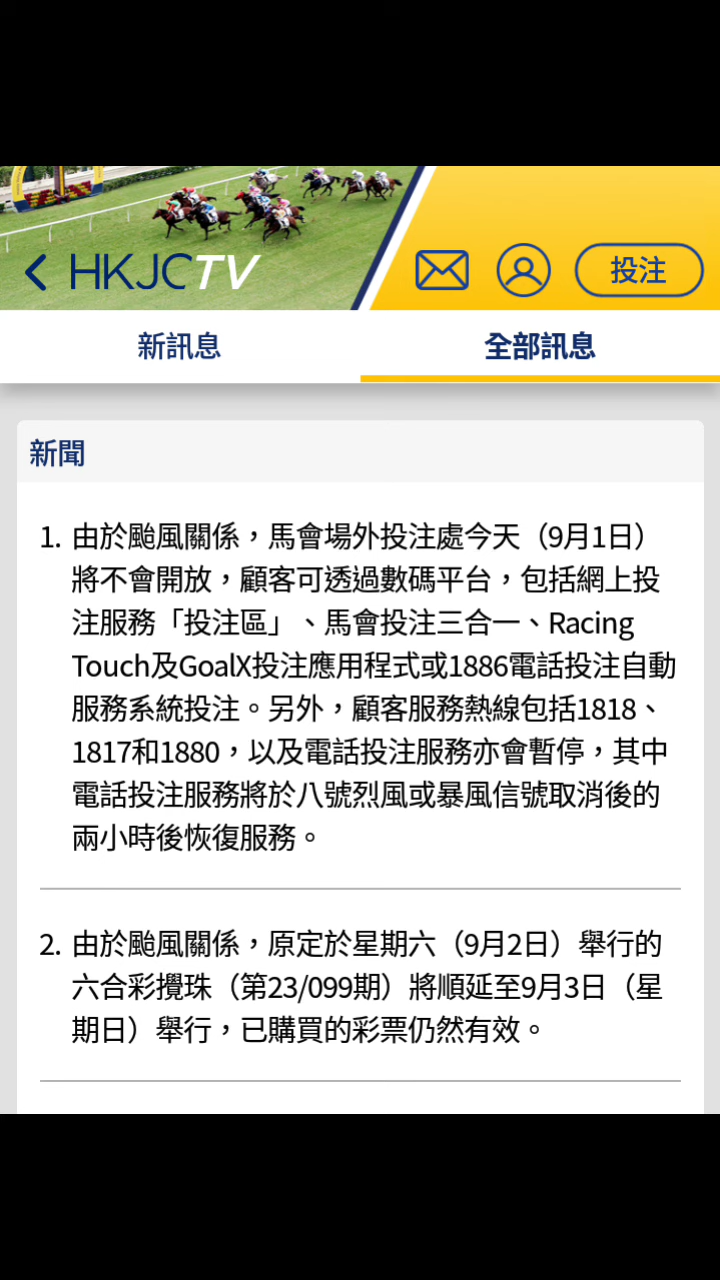 HKJCTV
投注
新訊息
全部訊息
新聞
1. 由於颱風關係，馬會場外投注處今天（9月1日）
將不會開放，顧客可透過數碼平台，包括網上投
注服務「投注區」、馬會投注三合一、Racing
Touch及GoalX投注應用程式或1886電話投注自動
服務系統投注。另外，顧客服務熱線包括1818、
1817和1880，以及電話投注服務亦會暫停，其中
電話投注服務將於八號烈風或暴風信號取消後的
兩小時後恢復服務。
2. 由於颱風關係，原定於星期六（9月2日）舉行的
六合彩攪珠（第23/099期）將順延至9月3日（星
期日）舉行，已購買的彩票仍然有效。